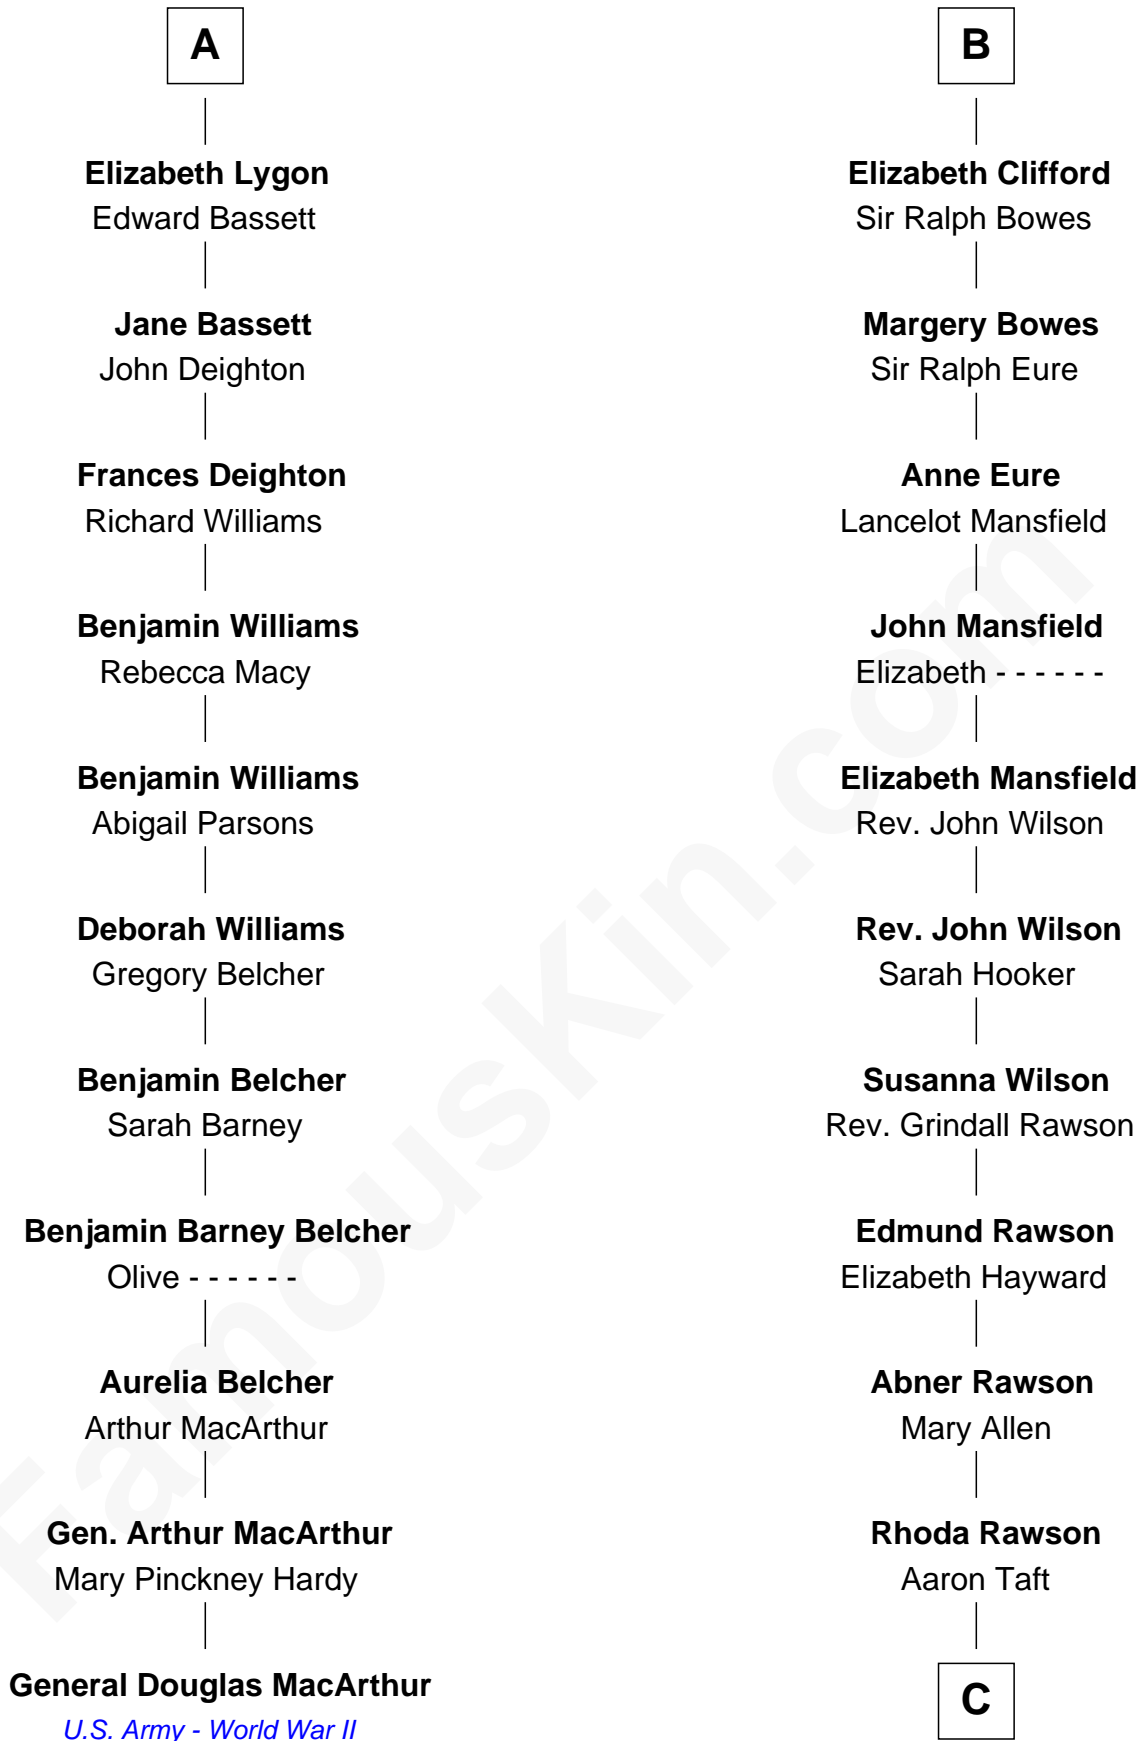 A
Elizabeth Lygon
Edward Bassett
Jane Bassett
John Deighton
Frances Deighton
Richard Williams
Benjamin Williams
Rebecca Macy
Benjamin Williams
Abigail Parsons
Deborah Williams
Gregory Belcher
Benjamin Belcher
Sarah Barney
Benjamin Barney Belcher
Olive - - - - - -
Aurelia Belcher
Arthur MacArthur
Gen. Arthur MacArthur
Mary Pinckney Hardy
General Douglas MacArthur
U.S. Army - World War II
B
Elizabeth Clifford
Sir Ralph Bowes
Margery Bowes
Sir Ralph Eure
Anne Eure
Lancelot Mansfield
John Mansfield
Elizabeth - - - - - -
Elizabeth Mansfield
Rev. John Wilson
Rev. John Wilson
Sarah Hooker
Susanna Wilson
Rev. Grindall Rawson
Edmund Rawson
Elizabeth Hayward
Abner Rawson
Mary Allen
Rhoda Rawson
Aaron Taft
C
FamousKin.com